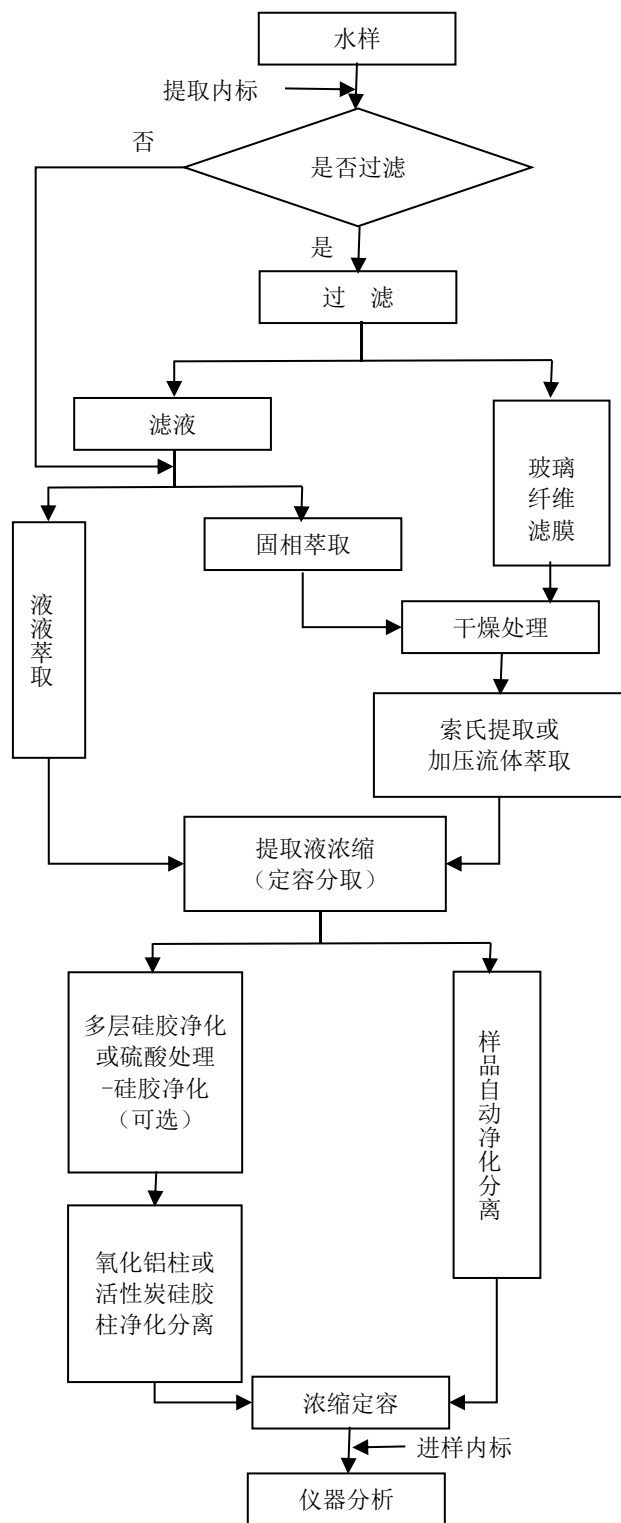 水样
提取内标
否
是否过滤
是
过 滤
滤液
玻璃
纤维
滤膜
固相萃取
液
液
萃
取
干燥处理
索氏提取或
加压流体萃取
提取液浓缩
（定容分取）
多层硅胶净化
或硫酸处理
-硅胶净化
（可选）
样
品
自
动
净
化
分
离
氧化铝柱或
活性炭硅胶
柱净化分离
浓缩定容
进样内标
仪器分析